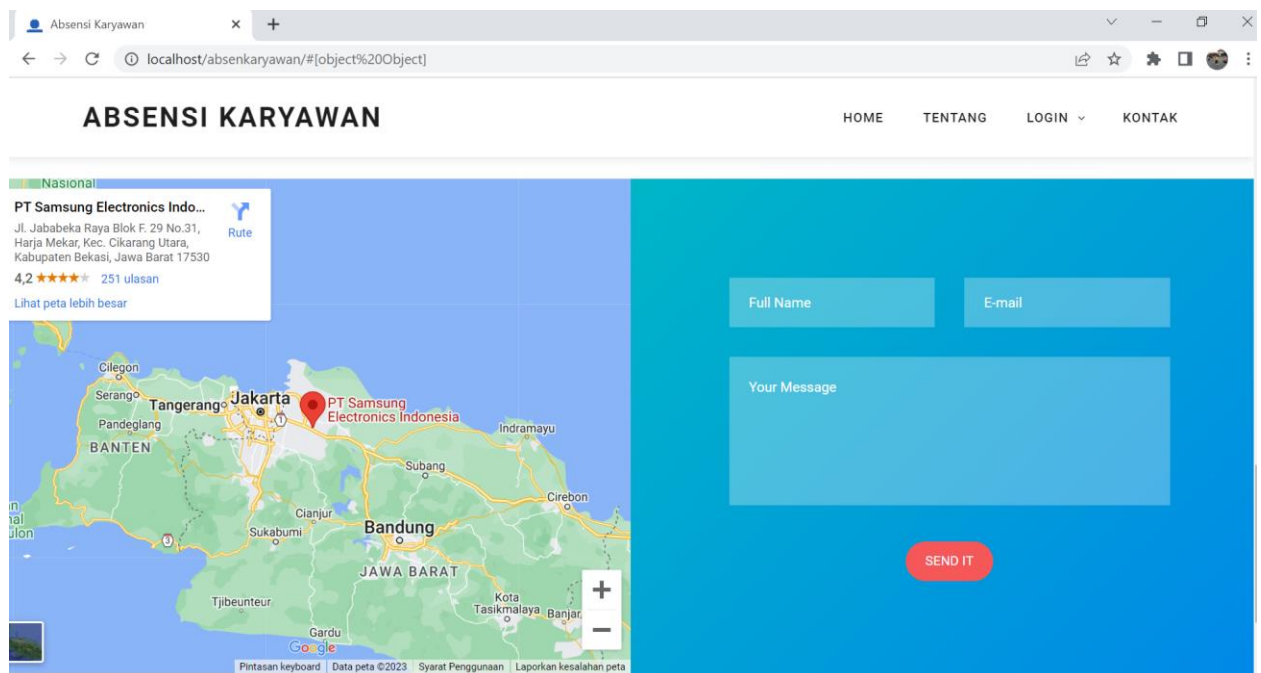 Absensi Karyawan
localhost/absenkaryawan/#[object%20Object]
ABSENSI KARYAWAN
HOME TENTANG LOGIN KONTAK
Nasional
PT Samsung Electronics Indo...
Jl. Jababeka Raya Blok F. 29 No.31,
Harja Mekar, Kec. Cikarang Utara,
Kabupaten Bekasi, Jawa Barat 17530
Rute
4,2 ★★★★★ 251 ulasan
Lihat peta lebih besar
Cilegon
Serang
Tangerang
Jakarta
1
PT Samsung
Electronics Indonesia
Pandeglang
BANTEN
Indramayu
Subang
Cirebon
Cianjur
Sukabumi
Bandung
3
JAWA BARAT
Tjibeunteur
Kota
Tasikmalaya
Banjar
Gardu
Google
Pintasan keyboard Data peta ©2023 Syarat Penggunaan Laporkan kesalahan peta
Full Name
E-mail
Your Message
SEND IT